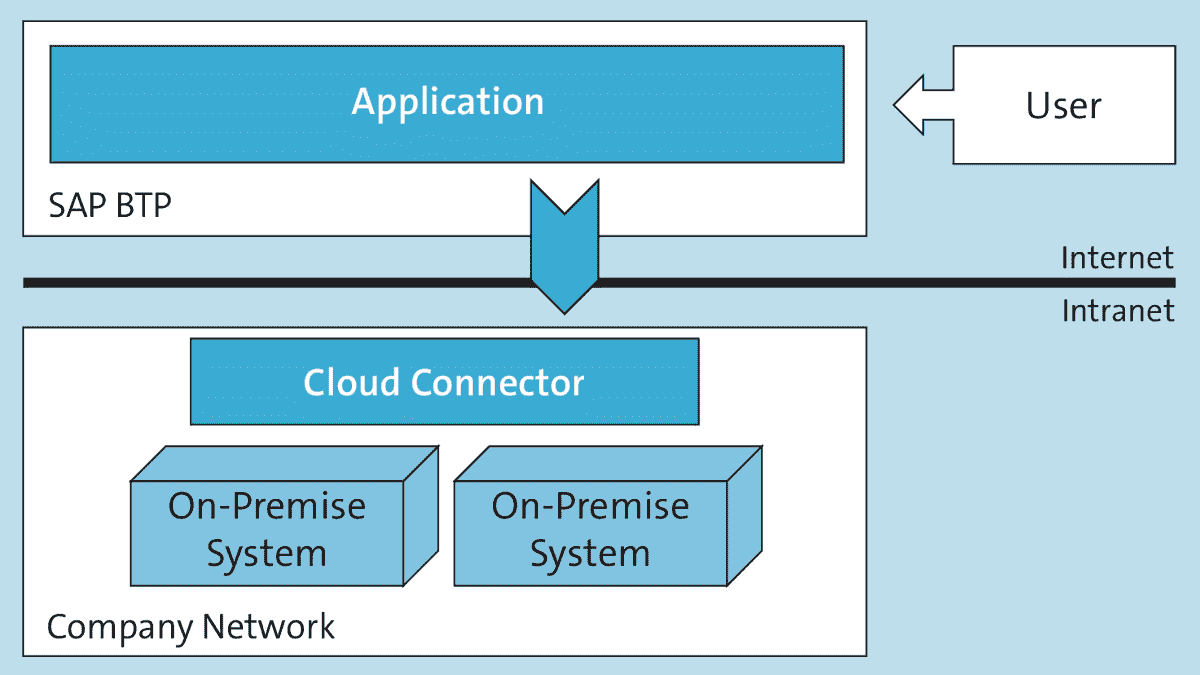 Application
User
SAP BTP
Internet
Intranet
Cloud Connector
On-Premise
System
On-Premise
System
Company Network